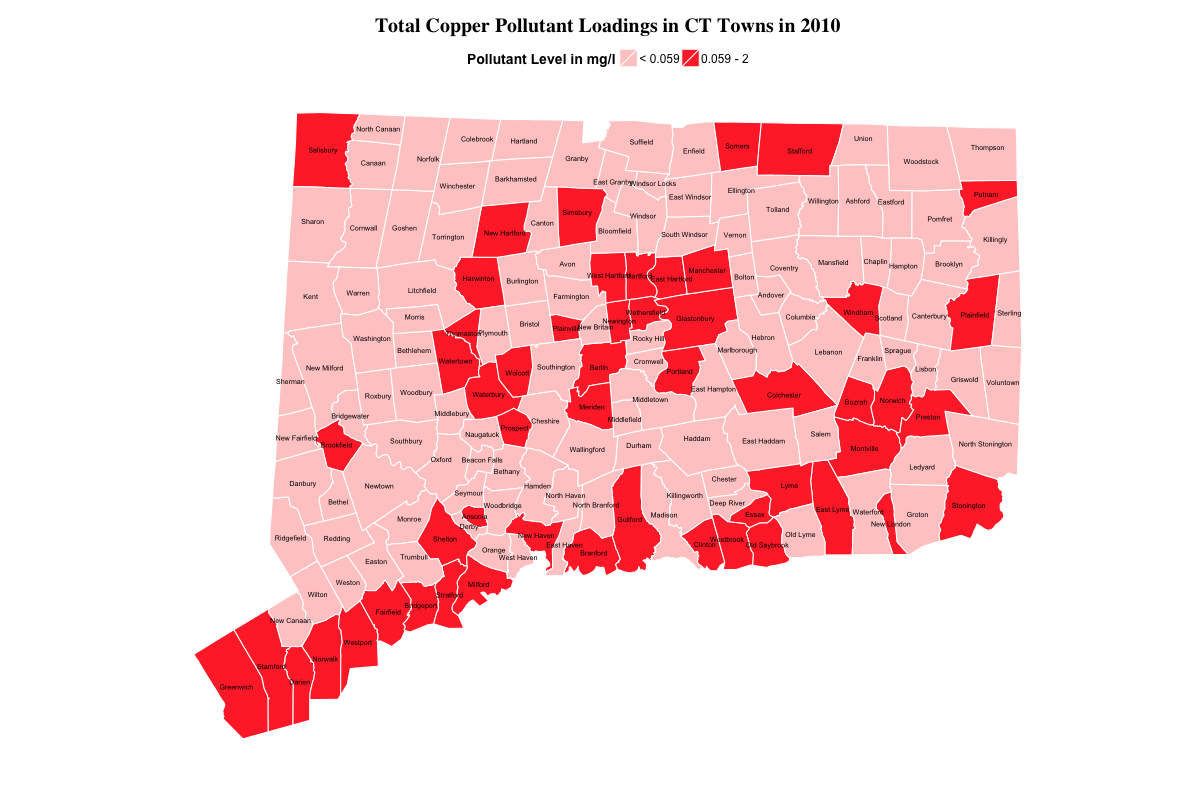 Total Copper Pollutant Loadings in CT Towns in 2010
Pollutant Level in mg/l < 0.059 0.059 - 2
North Canaan
Colebrook
Hartland
Suffield
Union
Salisbury
Canaan
Norfolk
Granby
Enfield
Somers
Stafford
Woodstock
Thompson
Winchester
Barkhamsted
East Granby
Windsor Locks
East Windsor
Ellington
Putnam
Sharon
Cornwall
Goshen
Torrington
New Hartford
Canton
Simsbury
Bloomfield
Windsor
South Windsor
Vernon
Tolland
Willington
Ashford
Eastford
Pomfret
Killingly
Kent
Warren
Litchfield
Harwinton
Burlington
Avon
Farmington
West Hartford
Hartford
East Hartford
Manchester
Bolton
Coventry
Andover
Mansfield
Chaplin
Hampton
Brooklyn
Washington
Morris
Bethlehem
Thomaston
Plymouth
Bristol
Plainville
New Britain
Newington
Wethersfield
Rocky Hill
Glastonbury
Hebron
Columbia
Windham
Scotland
Canterbury
Plainfield
Sterling
Sherman
New Milford
Roxbury
Woodbury
Watertown
Waterbury
Wolcott
Southington
Berlin
Cromwell
Portland
Marlborough
East Hampton
Colchester
Lebanon
Franklin
Sprague
Lisbon
Griswold
Voluntown
New Fairfield
Brookfield
Bridgewater
Southbury
Middlebury
Naugatuck
Prospect
Cheshire
Meriden
Middletown
Middlefield
Bozrah
Norwich
Preston
Danbury
Bethel
Newtown
Oxford
Beacon Falls
Bethany
Wallingford
Durham
Haddam
East Haddam
Salem
Montville
Ledyard
North Stonington
Ridgefield
Redding
Monroe
Seymour
Woodbridge
Hamden
North Haven
North Branford
Killingworth
Madison
Guilford
Chester
Deep River
Essex
Lyme
East Lyme
Waterford
New London
Groton
Stonington
Wilton
Weston
Easton
Trumbull
Shelton
Ansonia
Derby
Orange
West Haven
New Haven
East Haven
Branford
Clinton
Westbrook
Old Saybrook
Old Lyme
New Canaan
Fairfield
Bridgeport
Stratford
Milford
Greenwich
Stamford
Darien
Norwalk
Westport